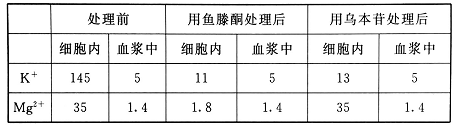 处理前 用鱼滕酮处理后 用乌本苷处理后
细胞内 血浆中 细胞内 血浆中 细胞内 血浆中
K+ 145 5 11 5 13 5
Mg2+ 35 1.4 1.8 1.4 35 1.4